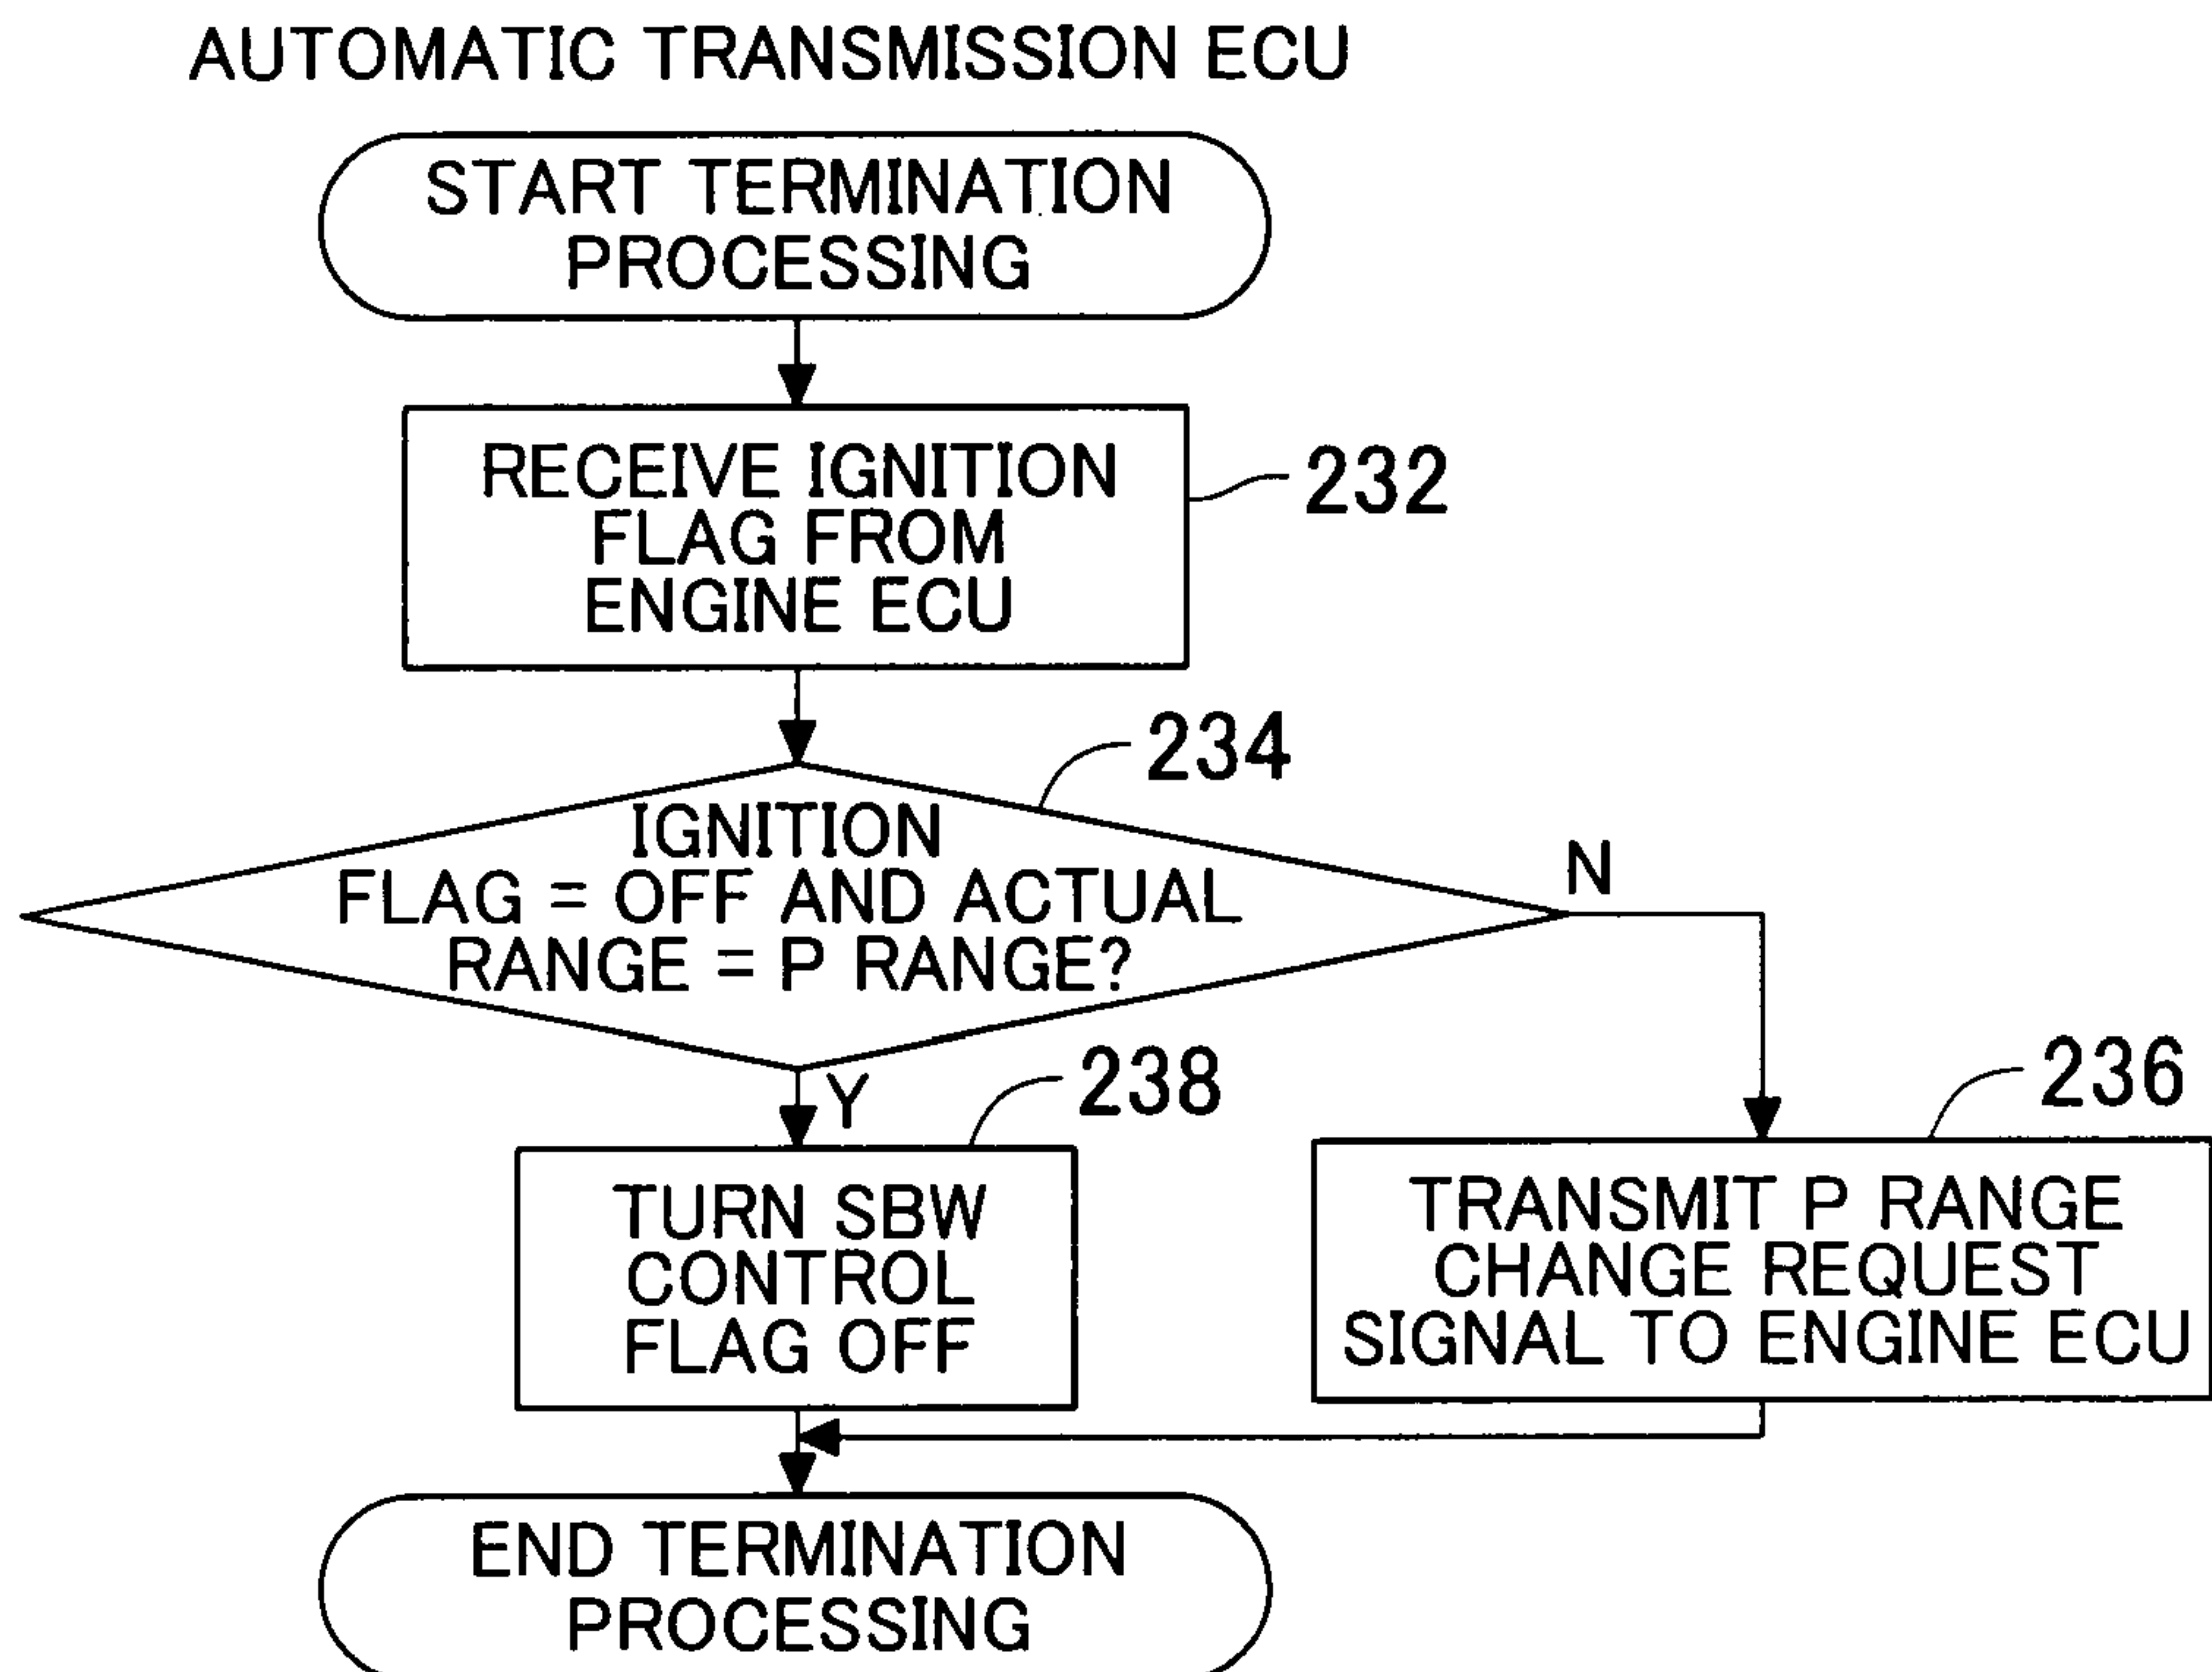 AUTOMATIC TRANSMISSION ECU
START TERMINATION
PROCESSING
RECEIVE IGNITION
FLAG FROM
ENGINE ECU
232
234
IGNITION
FLAG = OFF AND ACTUAL
RANGE = P RANGE?
N
Y
238
236
TURN SBW
CONTROL
FLAG OFF
TRANSMIT P RANGE
CHANGE REQUEST
SIGNAL TO ENGINE ECU
END TERMINATION
PROCESSING